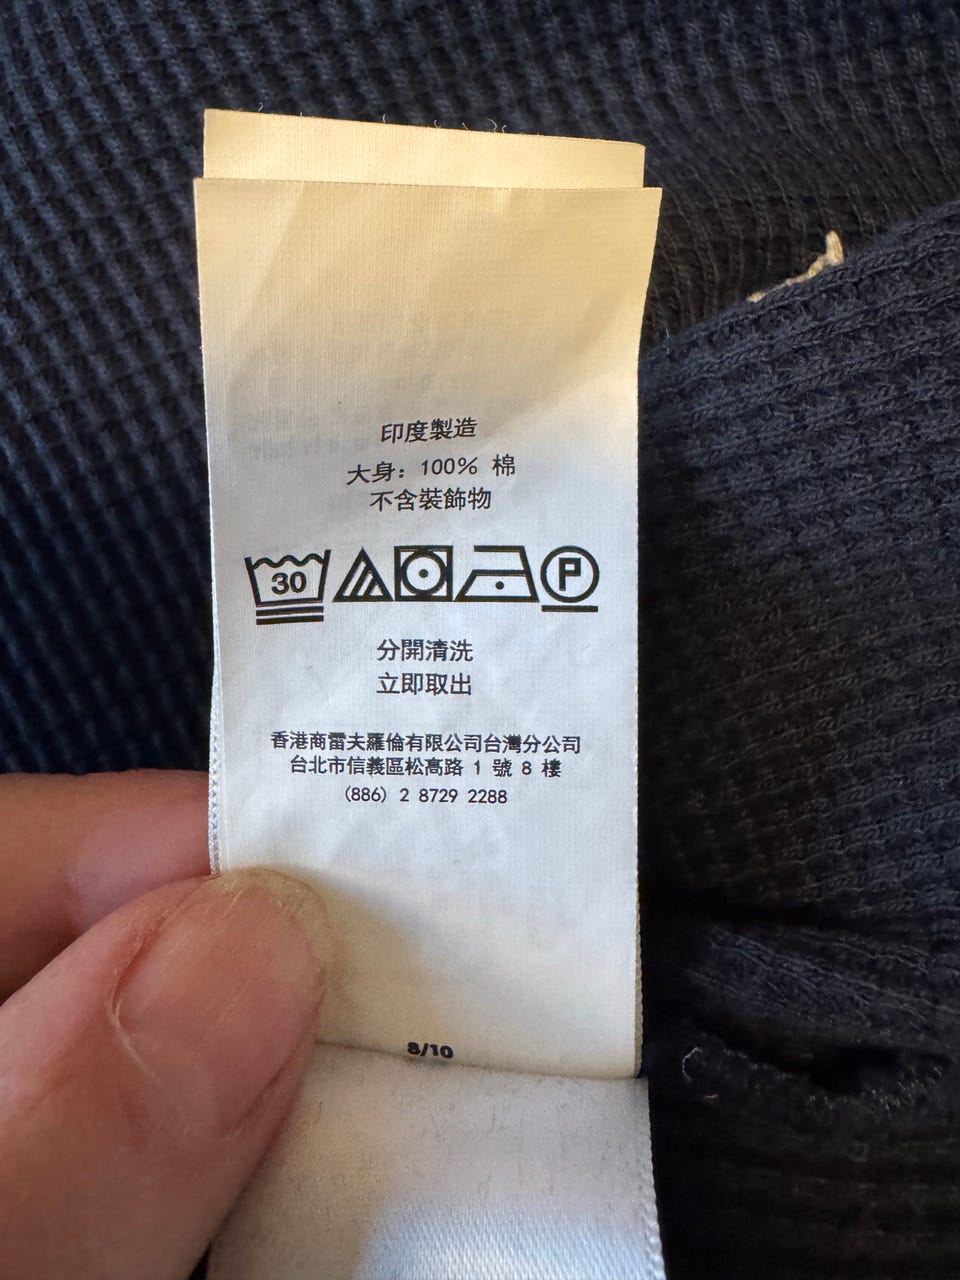 印度製造
大身: 100% 棉
不含裝飾物
30 P
分開清洗
立即取出
香港商雷夫羅倫有限公司台灣分公司
台北市信義區松高路 1 號 8 樓
(886) 2 8729 2288
8/10